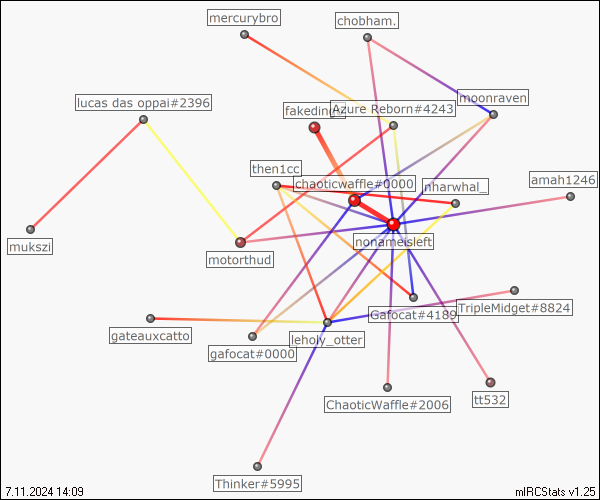 mercurybro
chobham.
lucas das oppai#2396
moonraven
Azure Reborn#4243
then1cc
chaoticwaffle#0000
nharwhal_
amah1246
mukszi
nonameisleft
motorthud
TripleMidget#8824
Gafocat#4189
gateauxcatto
leholy_otter
gafocat#0000
tt532
ChaoticWaffle#2006
Thinker#5995
7.11.2024 14:09
mIRCStats v1.25